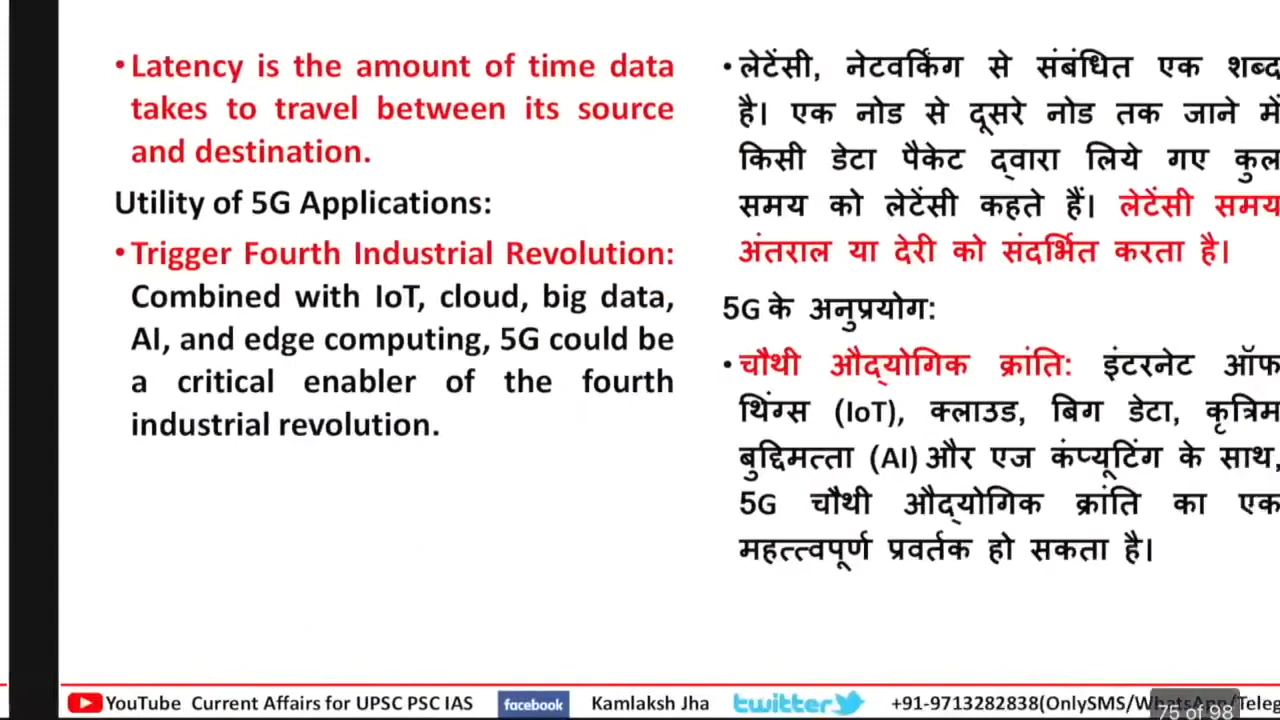 •Latency is the amount of time data
takes to travel between its source
and destination.
Utility of 5G Applications:
•Trigger Fourth Industrial Revolution:
Combined with IoT, cloud, big data,
AI, and edge computing, 5G could be
a critical enabler of the fourth
industrial revolution.
•लेटेंसी, नेटवर्किंग से संबंधित एक शब्द
है। एक नोड से दूसरे नोड तक जाने में
किसी डेटा पैकेट द्वारा लिये गए कुल
समय को लेटेंसी कहते हैं। लेटेंसी समय
अंतराल या देरी को संदर्भित करता है।
5G के अनुप्रयोग:
•चौथी औद्योगिक क्रांति: इंटरनेट ऑफ
थिंग्स (IoT), क्लाउड, बिग डेटा, कृत्रिम
बुद्दिमत्ता (AI) और एज कंप्यूटिंग के साथ,
5G चौथी औद्योगिक क्रांति का एक
महत्त्वपूर्ण प्रवर्तक हो सकता है।
YouTube Current Affairs for UPSC PSC IAS facebook Kamlaksh Jha twitter +91-9713282838(OnlySMS/WhatsApp/Teleg
75 of 98